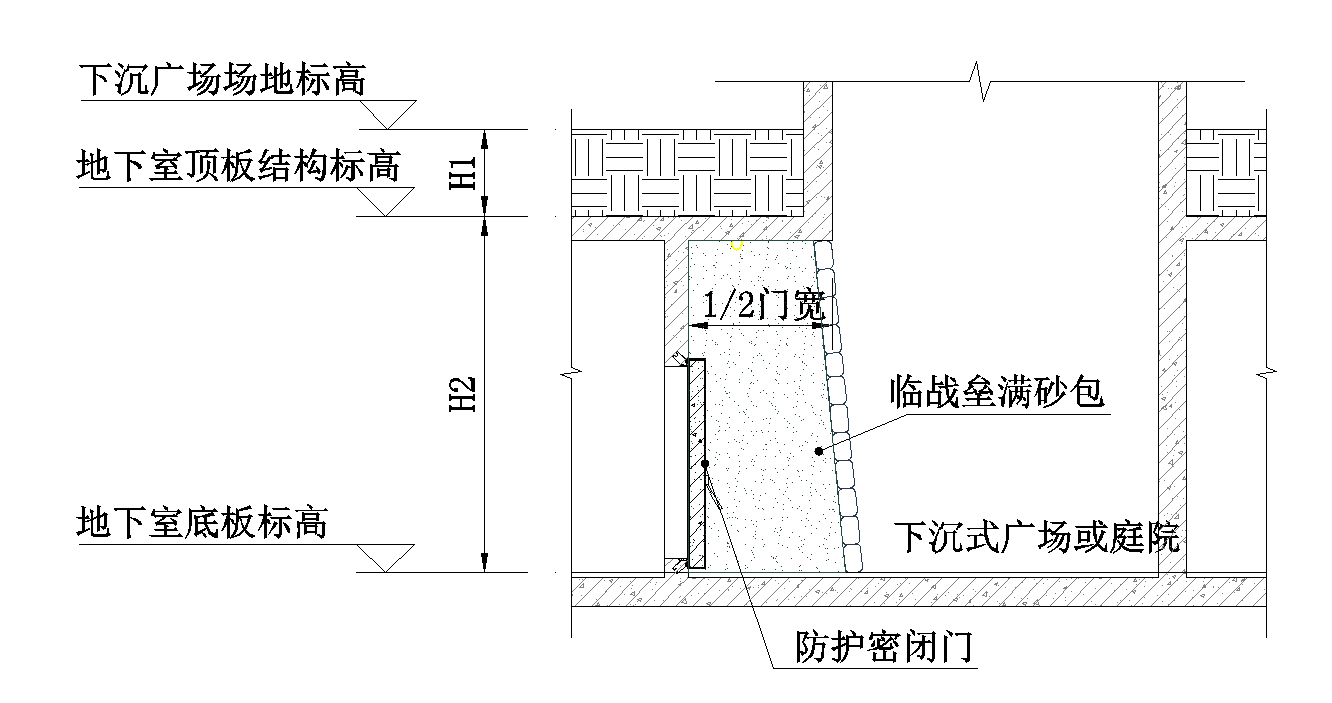 下沉广场场地标高
地下室顶板结构标高
H1
1/2门宽
H2
临战垒满砂包
地下室底板标高
下沉式广场或庭院
防护密闭门